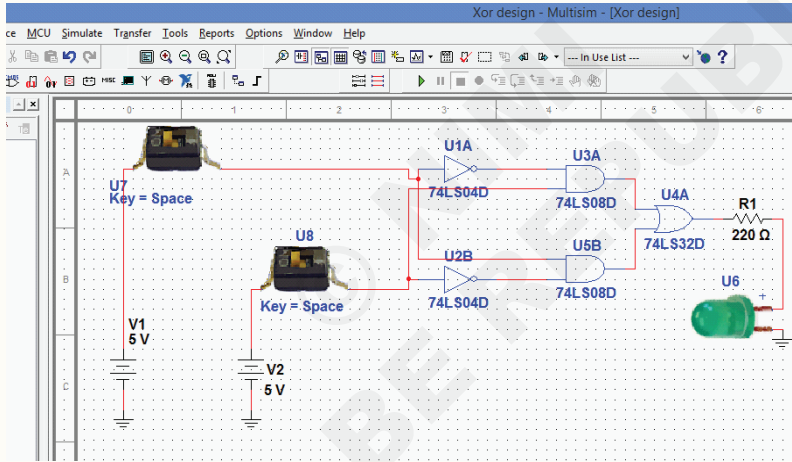 Xor design - Multisim - [Xor design]
ce MCU Simulate Transfer Tools Reports Options Window Help
--- In Use List ---
MISC
0 1 2 3 4 5 6
A
B
C
U7
Key = Space
U8
Key = Space
V1
5 V
V2
5 V
U1A
74LS04D
U2B
74LS04D
U3A
74LS08D
U5B
74LS08D
U4A
74LS32D
R1
220 Ω
U6
+